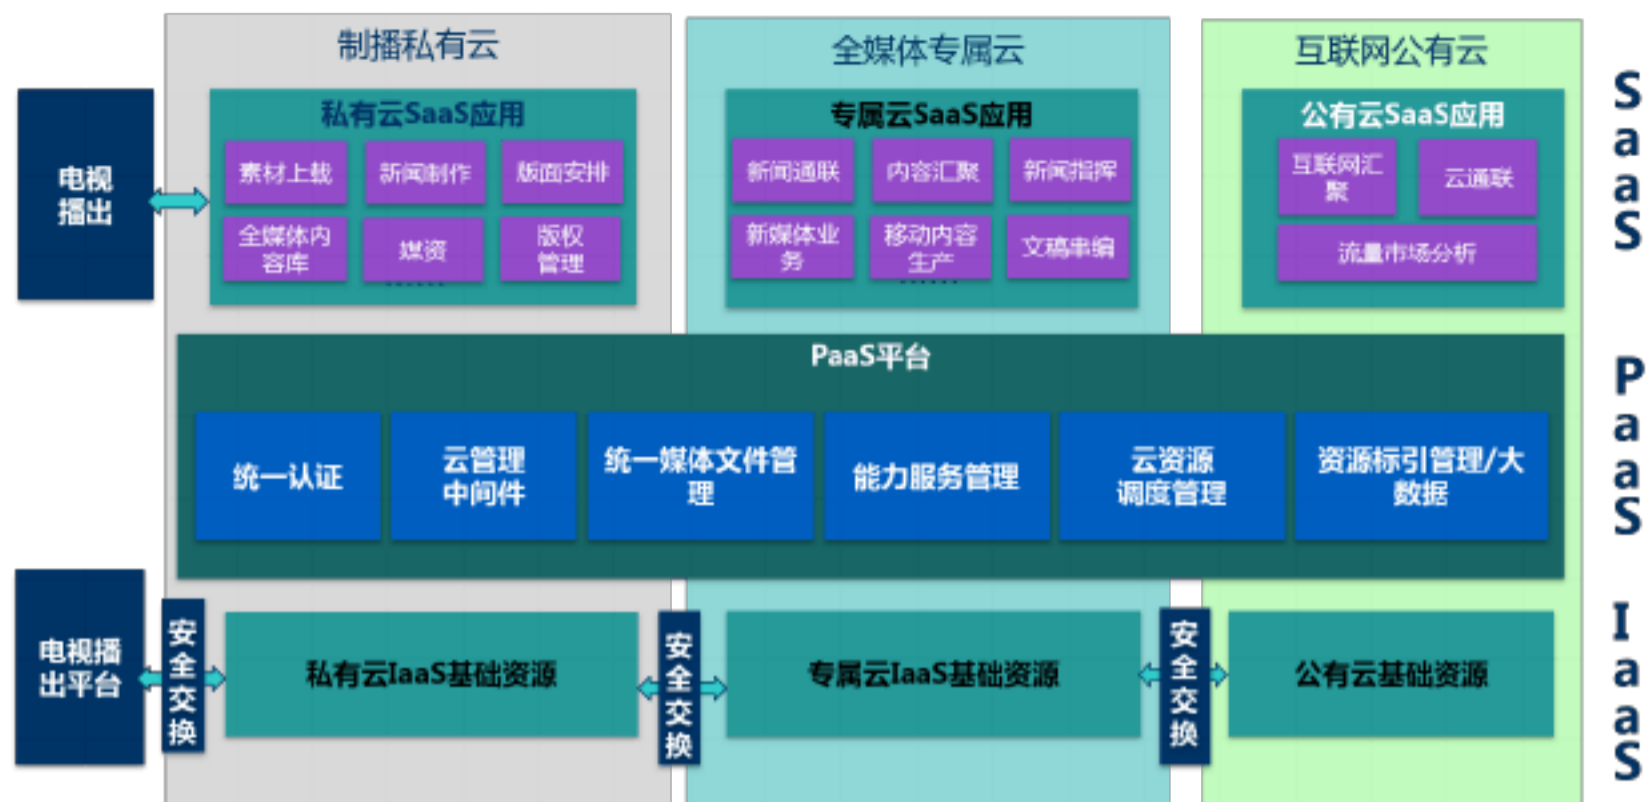 制播私有云
全媒体专属云
互联网公有云
电视
播出
私有云SaaS应用
素材上载
新闻制作
版面安排
全媒体内
容库
媒资
版权
管理
......
专属云SaaS应用
新闻通联
内容汇聚
新闻指挥
新媒体业
务
移动内容
生产
文稿串编
......
公有云SaaS应用
互联网汇
聚
云通联
流量市场分析
SaaS
PaaS平台
统一认证
云管理
中间件
统一媒体文件管
理
能力服务管理
云资源
调度管理
资源标引管理/大
数据
PaaS
电视播
出平台
安全交换
私有云IaaS基础资源
安全交换
专属云IaaS基础资源
安全交换
公有云基础资源
IaaS